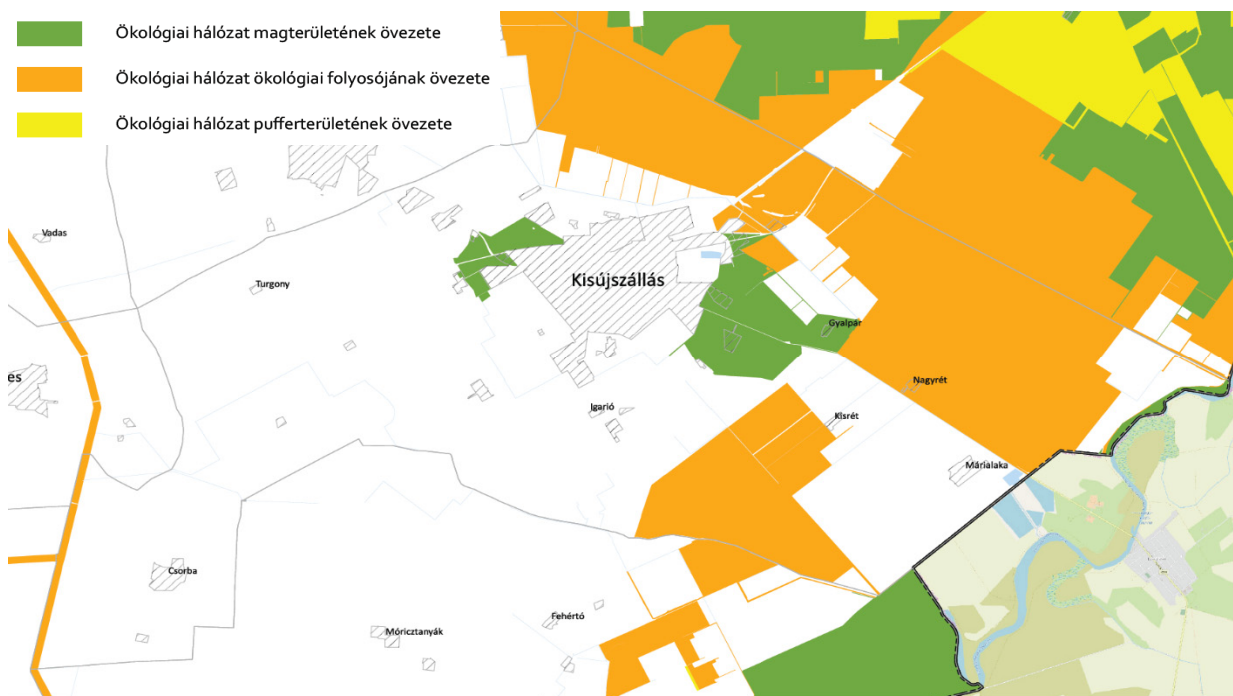 Ökológiai hálózat magterületének övezete
Ökológiai hálózat ökológiai folyosójának övezete
Ökológiai hálózat pufferterületének övezete
Vadas
Turgony
Kisújszállás
Gyalpár
es
Nagyrét
Igarió
Kisrét
Márialaka
Csorba
Móricztanyák
Fehértó